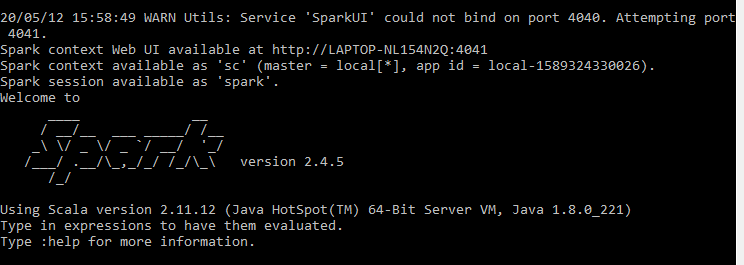 20/05/12 15:58:49 WARN Utils: Service 'SparkUI' could not bind on port 4040. Attempting port
 4041.
Spark context Web UI available at http://LAPTOP-NL154N2Q:4041
Spark context available as 'sc' (master = local[*], app id = local-1589324330026).
Spark session available as 'spark'.
Welcome to
      ____              __
     / __/__  ___ _____/ /__
    _\ \/ _ \/ _ `/ __/  '_/
   /___/ .__/\_,_/_/ /_/\_\   version 2.4.5
      /_/
Using Scala version 2.11.12 (Java HotSpot(TM) 64-Bit Server VM, Java 1.8.0_221)
Type in expressions to have them evaluated.
Type :help for more information.